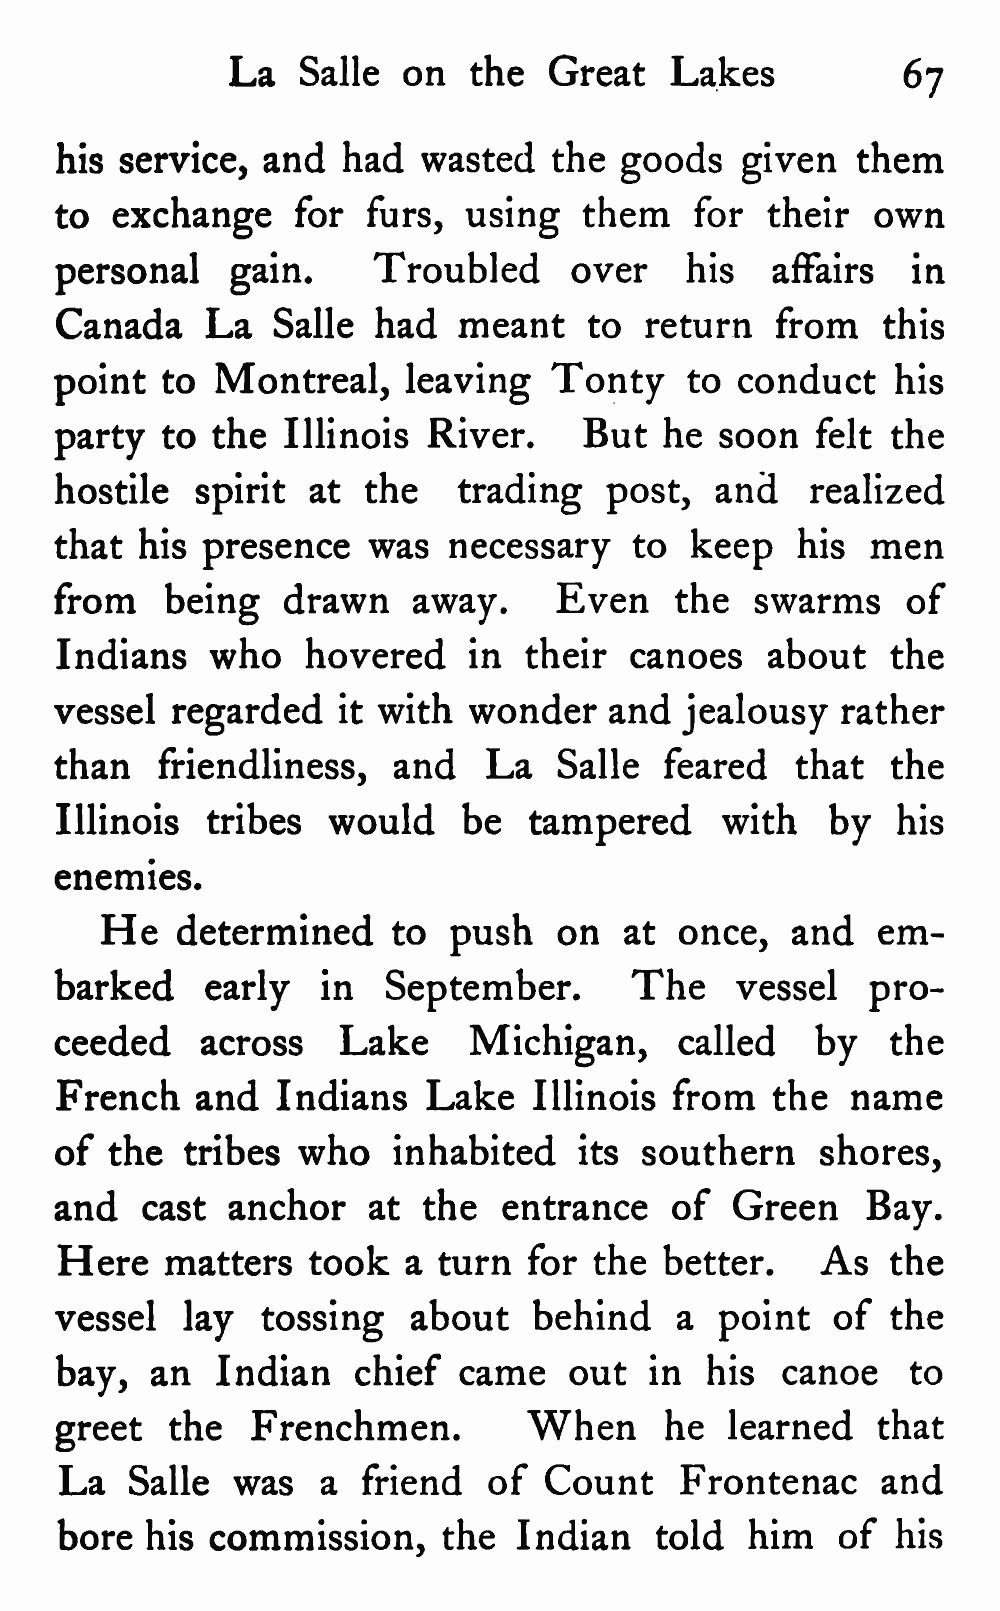 La Salle on the Great Lakes 67
his service, and had wasted the goods given them
to exchange for furs, using them for their own
personal gain. Troubled over his affairs in
Canada La Salle had meant to return from this
point to Montreal, leaving Tonty to conduct his
party to the Illinois River. But he soon felt the
hostile spirit at the trading post, and realized
that his presence was necessary to keep his men
from being drawn away. Even the swarms of
Indians who hovered in their canoes about the
vessel regarded it with wonder and jealousy rather
than friendliness, and La Salle feared that the
Illinois tribes would be tampered with by his
enemies.
He determined to push on at once, and em-
barked early in September. The vessel pro-
ceeded across Lake Michigan, called by the
French and Indians Lake Illinois from the name
of the tribes who inhabited its southern shores,
and cast anchor at the entrance of Green Bay.
Here matters took a turn for the better. As the
vessel lay tossing about behind a point of the
bay, an Indian chief came out in his canoe to
greet the Frenchmen. When he learned that
La Salle was a friend of Count Frontenac and
bore his commission, the Indian told him of his